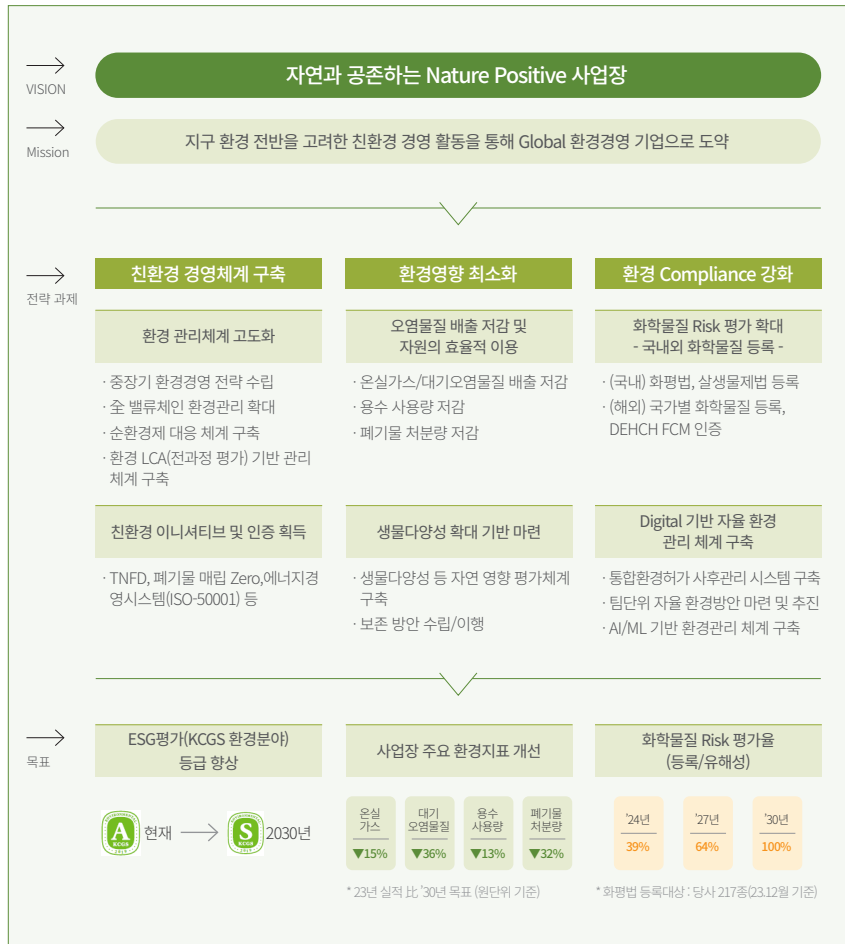 VISION
자연과 공존하는 Nature Positive 사업장
Mission
지구 환경 전반을 고려한 친환경 경영 활동을 통해 Global 환경경영 기업으로 도약
전략 과제
친환경 경영체계 구축
환경 관리체계 고도화
· 중장기 환경경영 전략 수립
· 全 밸류체인 환경관리 확대
· 순환경제 대응 체계 구축
· 환경 LCA(전과정 평가) 기반 관리
체계 구축
친환경 이니셔티브 및 인증 획득
· TNFD, 폐기물 매립 Zero,에너지경
영시스템(ISO-50001) 등
환경영향 최소화
오염물질 배출 저감 및
자원의 효율적 이용
· 온실가스/대기오염물질 배출 저감
· 용수 사용량 저감
· 폐기물 처분량 저감
생물다양성 확대 기반 마련
· 생물다양성 등 자연 영향 평가체계
구축
· 보존 방안 수립/이행
환경 Compliance 강화
화학물질 Risk 평가 확대
- 국내외 화학물질 등록 -
· (국내) 화평법, 살생물제법 등록
· (해외) 국가별 화학물질 등록,
DEHCH FCM 인증
Digital 기반 자율 환경
관리 체계 구축
· 통합환경허가 사후관리 시스템 구축
· 팀단위 자율 환경방안 마련 및 추진
· AI/ML 기반 환경관리 체계 구축
목표
ESG평가(KCGS 환경분야)
등급 향상
A
KCGS
현재
S
KCGS
2030년
사업장 주요 환경지표 개선
온실
가스
▼15%
대기
오염물질
▼36%
용수
사용량
▼13%
폐기물
처분량
▼32%
* 23년 실적 比 '30년 목표 (원단위 기준)
화학물질 Risk 평가율
(등록/유해성)
'24년
39%
'27년
64%
'30년
100%
* 화평법 등록대상 : 당사 217종(23.12월 기준)